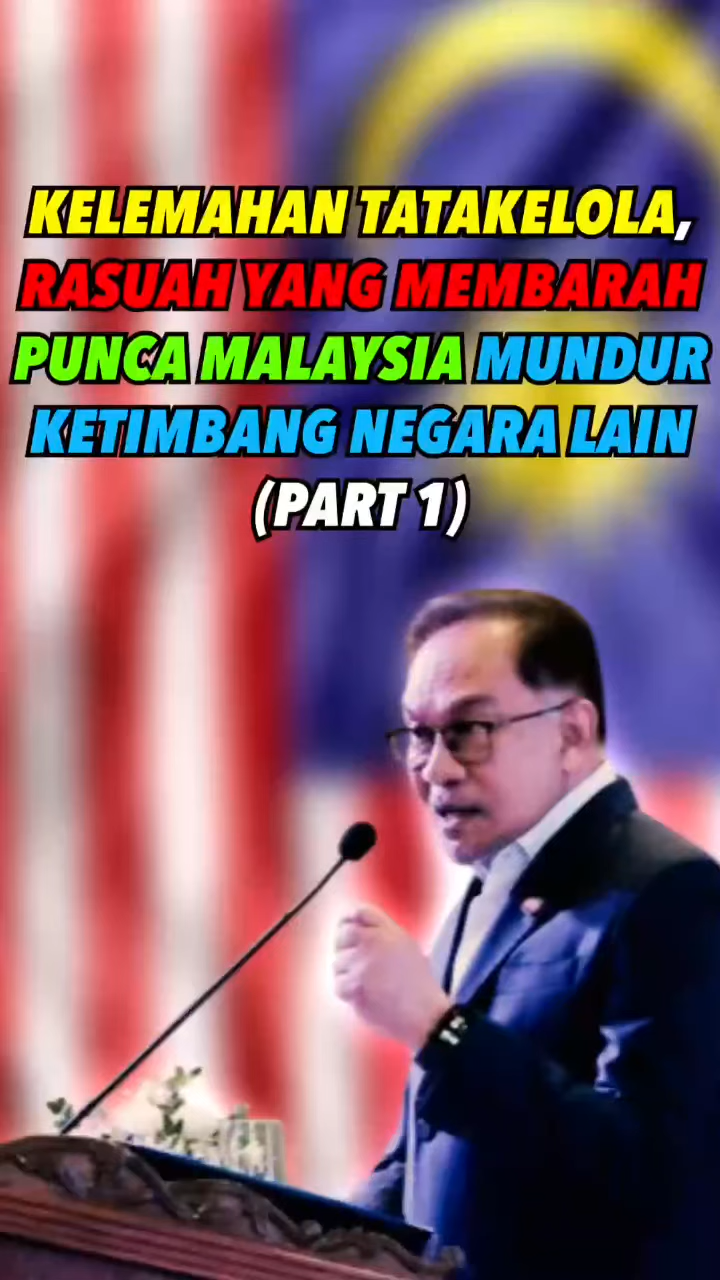 KELEMAHAN TATAKELOLA,
RASUAH YANG MEMBARAH
PUNCA MALAYSIA MUNDUR
KETIMBANG NEGARA LAIN
(PART 1)